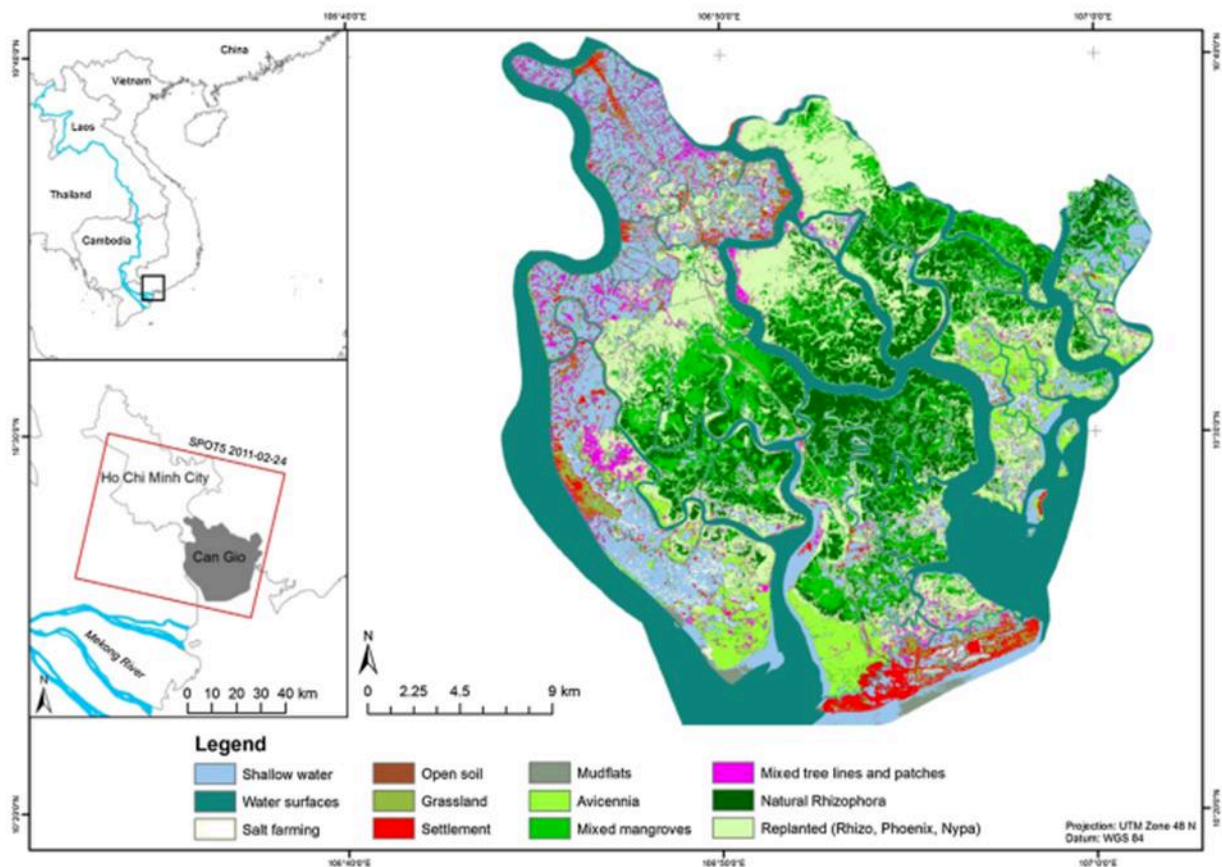 106°40'0"E
106°50'0"E
107°0'0"E
China
Vietnam
Laos
Thailand
Cambodia
SPOT5 2011-02-24
Ho Chi Minh City
Can Gio
Mekong River
N
0 10 20 30 40 km
N
0 2.25 4.5 9 km
Legend
Shallow water
Water surfaces
Salt farming
Open soil
Grassland
Settlement
Mudflats
Avicennia
Mixed mangroves
Mixed tree lines and patches
Natural Rhizophora
Replanted (Rhizo, Phoenix, Nypa)
Projection: UTM Zone 48 N
Datum: WGS 84
106°40'0"E
106°50'0"E
107°0'0"E